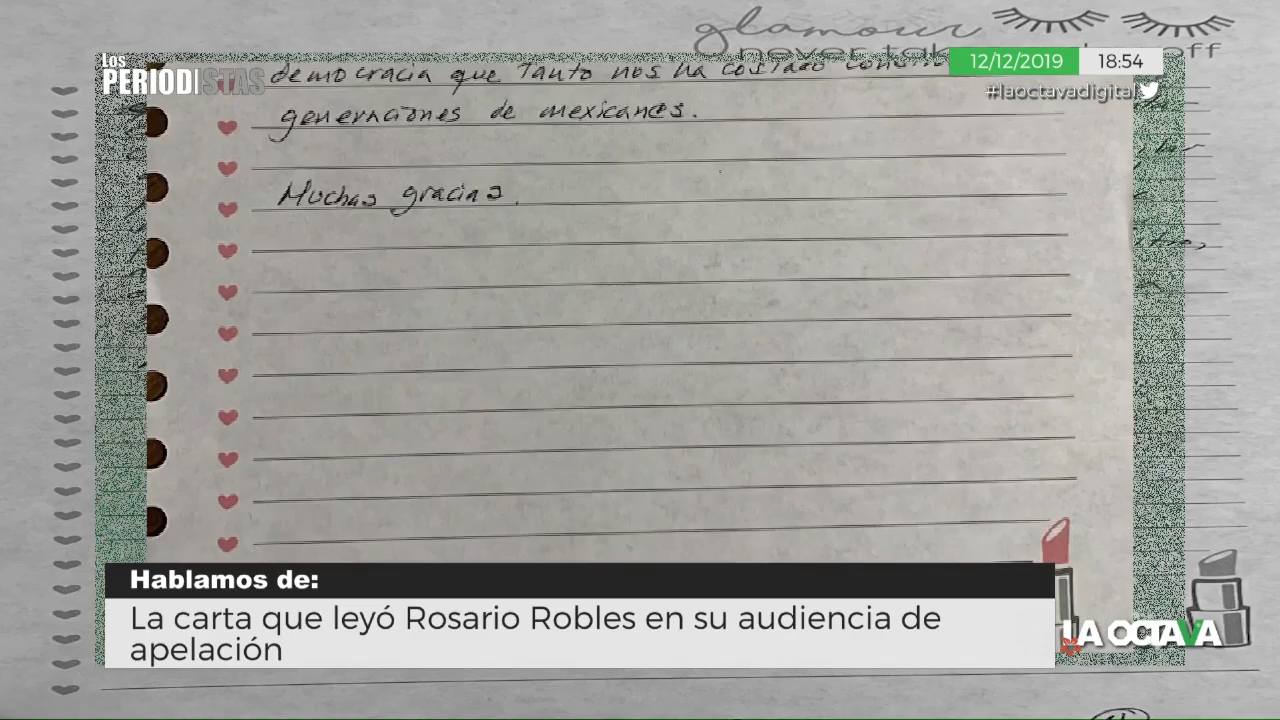 glamour
Los
PERIODISTAS
12/12/2019
18:54
#laoctavadigital
democracia que Tanto nos ha costado
generaciones de mexicanos.
Muchas gracias.
Hablamos de:
La carta que leyó Rosario Robles en su audiencia de
apelación
LA OCTAVA